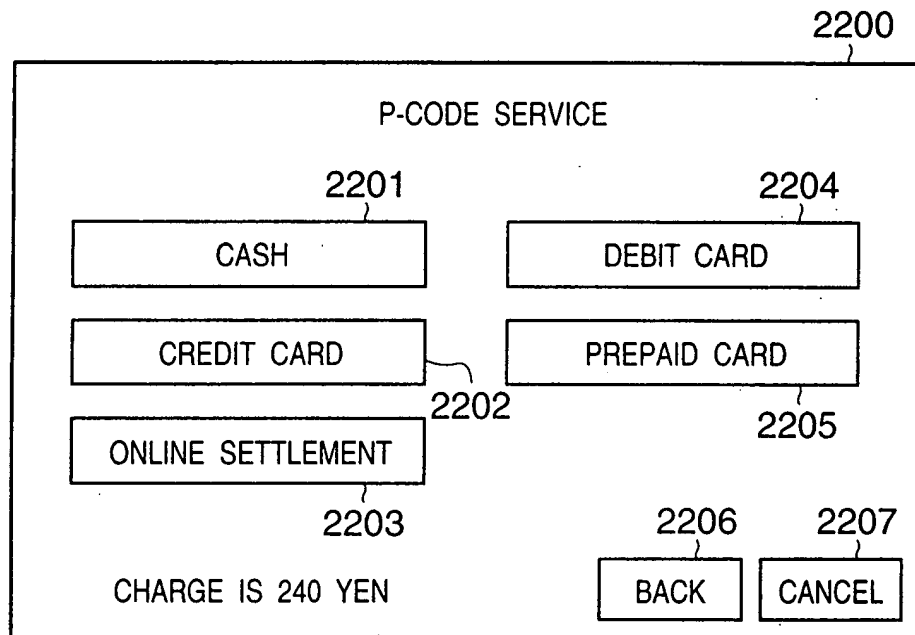 2200
P-CODE SERVICE
2201
2204
CASH
DEBIT CARD
CREDIT CARD
PREPAID CARD
2202
2205
ONLINE SETTLEMENT
2203
2206
2207
CHARGE IS 240 YEN
BACK
CANCEL